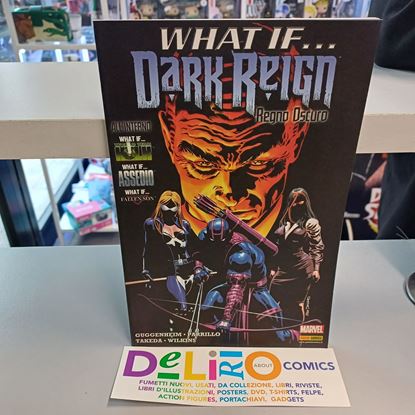 WHAT IF...
DARK REIGN
Regno Oscuro
ALL'INTERNO
WHAT IF...
WHAT IF...
ASSEDIO
WHAT IF...
FALLEN SON
GUGGENHEIM • PARRILLO
TAKEDA • WILKINS
MARVEL
DELIRIO ABOUT COMICS
FUMETTI NUOVI, USATI, DA COLLEZIONE, LIBRI, RIVISTE,
LIBRI D'ILLUSTRAZIONI, POSTERS, DVD, T-SHIRTS, FELPE,
ACTION FIGURES, PORTACHIAVI, GADGETS